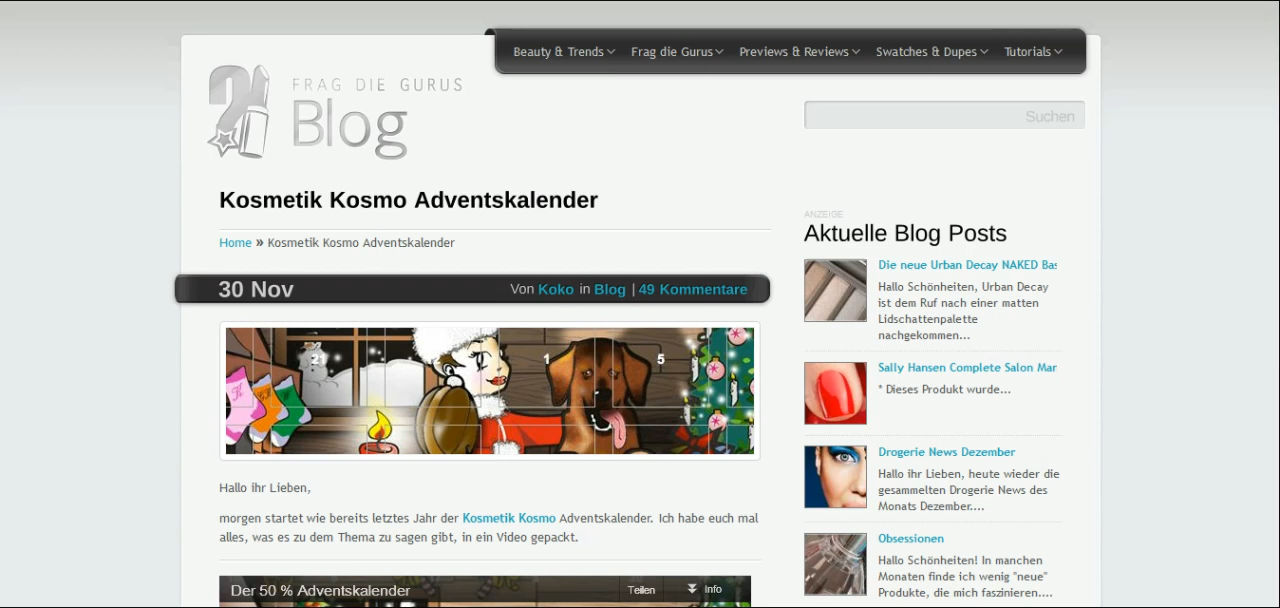 Beauty & Trends Frag die Gurus Previews & Reviews Swatches & Dupes Tutorials
FRAG DIE GURUS
Blog
Suchen
Kosmetik Kosmo Adventskalender
Home » Kosmetik Kosmo Adventskalender
30 Nov
Von Koko in Blog | 49 Kommentare
2
1
5
Hallo ihr Lieben,
morgen startet wie bereits letztes Jahr der Kosmetik Kosmo Adventskalender. Ich habe euch mal
alles, was es zu dem Thema zu sagen gibt, in ein Video gepackt.
Der 50 % Adventskalender
Teilen
Info
ANZEIGE
Aktuelle Blog Posts
Die neue Urban Decay NAKED Bas
Hallo Schönheiten, Urban Decay
ist dem Ruf nach einer matten
Lidschattenpalette
nachgekommen...
Sally Hansen Complete Salon Mar
* Dieses Produkt wurde...
Drogerie News Dezember
Hallo ihr Lieben, heute wieder die
gesammelten Drogerie News des
Monats Dezember....
Obsessionen
Hallo Schönheiten! In manchen
Monaten finde ich wenig "neue"
Produkte, die mich faszinieren....